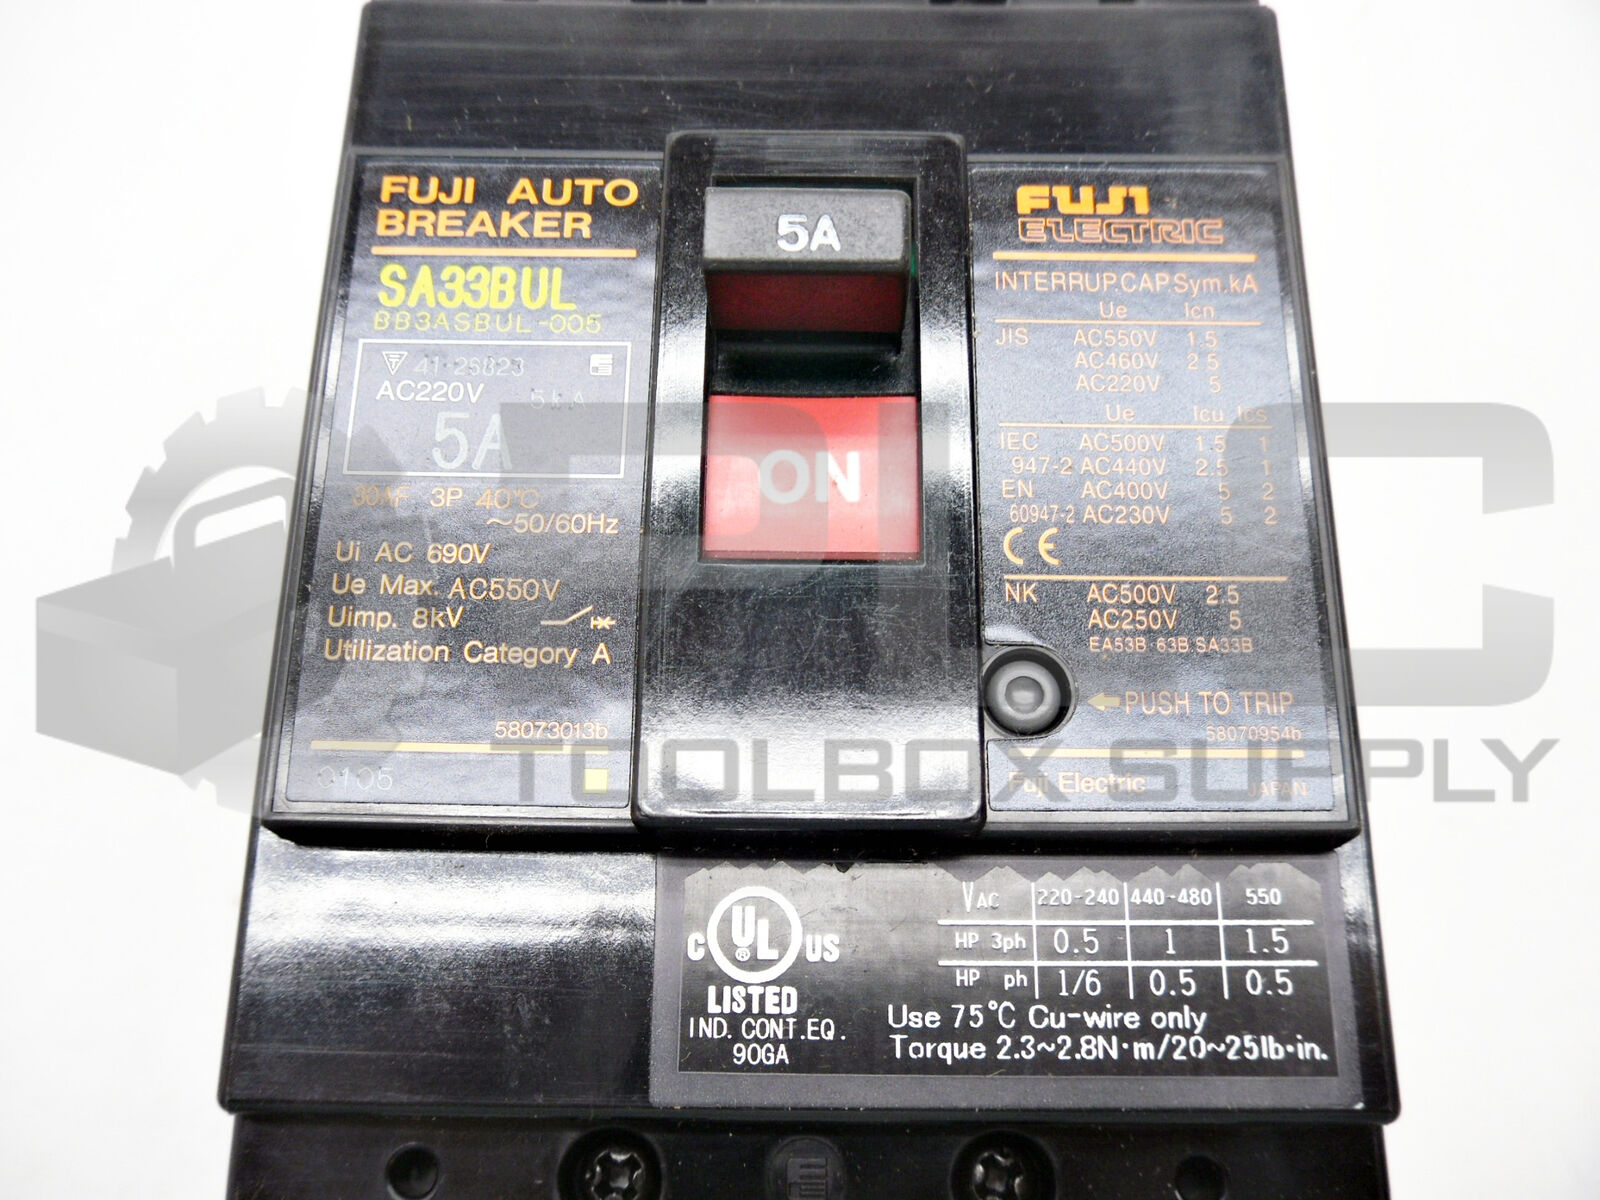 FUJI AUTO
BREAKER
SA33BUL
BB3ASBUL-005
41-26823
AC220V 5kA
5A
30AF 3P 40°C
~50/60Hz
Ui AC 690V
Ue Max. AC550V
Uimp. 8kV
Utilization Category A
58073013b
0105
5A
ON
FUJI
ELECTRIC
INTERRUP.CAP.Sym.kA
Ue Icn
JIS AC550V 1.5
AC460V 2.5
AC220V 5
Ue Icu Ics
IEC AC500V 1.5 1
947-2 AC440V 2.5 1
EN AC400V 5 2
60947-2 AC230V 5 2
CE
NK AC500V 2.5
AC250V 5
EA53B·63B.SA33B
PUSH TO TRIP
58070954b
Fuji Electric JAPAN
PLC
TOOLBOX SUPPLY
C UL ® US
LISTED
IND. CONT.EQ.
90GA
VAC 220-240 440-480 550
HP 3ph 0.5 1 1.5
HP ph 1/6 0.5 0.5
Use 75°C Cu-wire only
Torque 2.3~2.8N·m/20~25lb·in.